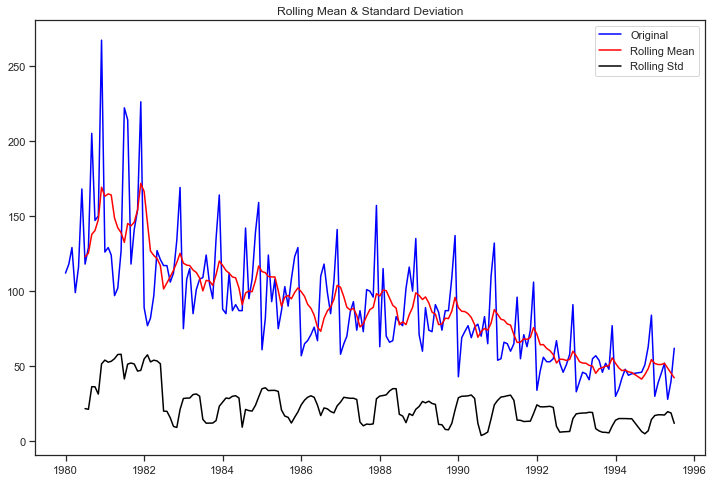 Rolling Mean & Standard Deviation
Original
Rolling Mean
Rolling Std
250
200
150
100
50
0
1980 1982 1984 1986 1988 1990 1992 1994 1996